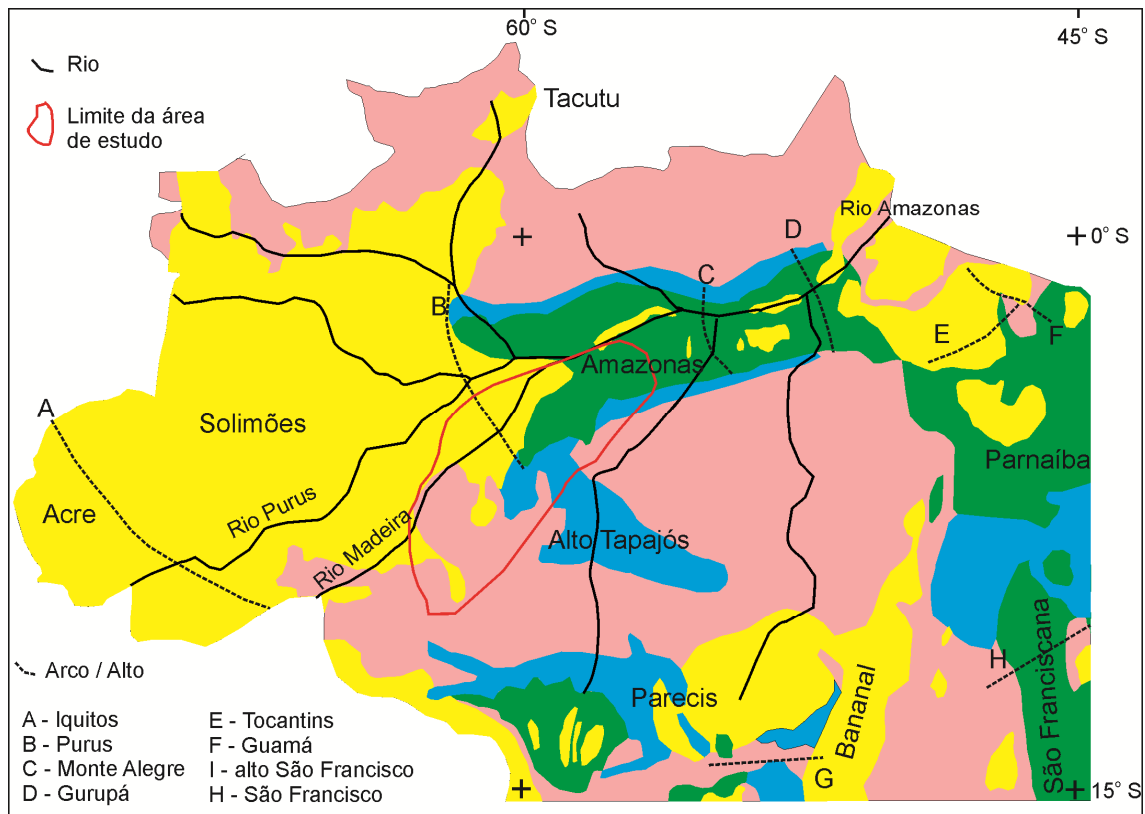 60° S
45° S
Rio
Limite da área
de estudo
Tacutu
Rio Amazonas
D
0° S
C
B
E
F
Amazonas
A
Solimões
Parnaíba
Acre
Rio Purus
Rio Madeira
Alto Tapajós
São Franciscana
H
Arco / Alto
Parecis
Bananal
A - Iquitos
B - Purus
C - Monte Alegre
D - Gurupá
E - Tocantins
F - Guamá
I - alto São Francisco
H - São Francisco
G
15° S